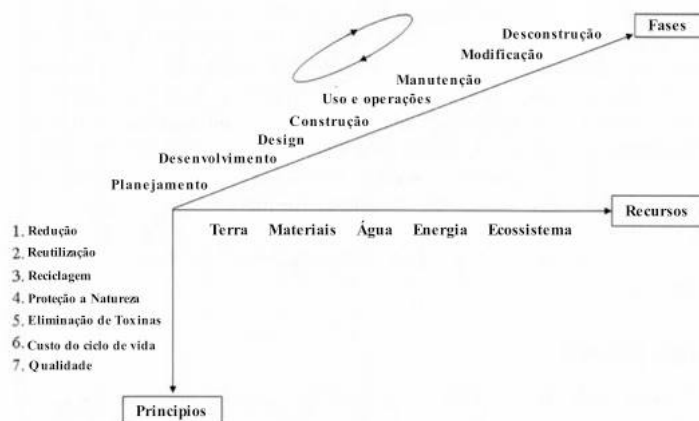 Fases
Desconstrução
Modificação
Manutenção
Uso e operações
Construção
Design
Desenvolvimento
Planejamento
Recursos
Terra Materiais Água Energia Ecossistema
1. Redução
2. Reutilização
3. Reciclagem
4. Proteção a Natureza
5. Eliminação de Toxinas
6. Custo do ciclo de vida
7. Qualidade
Principios